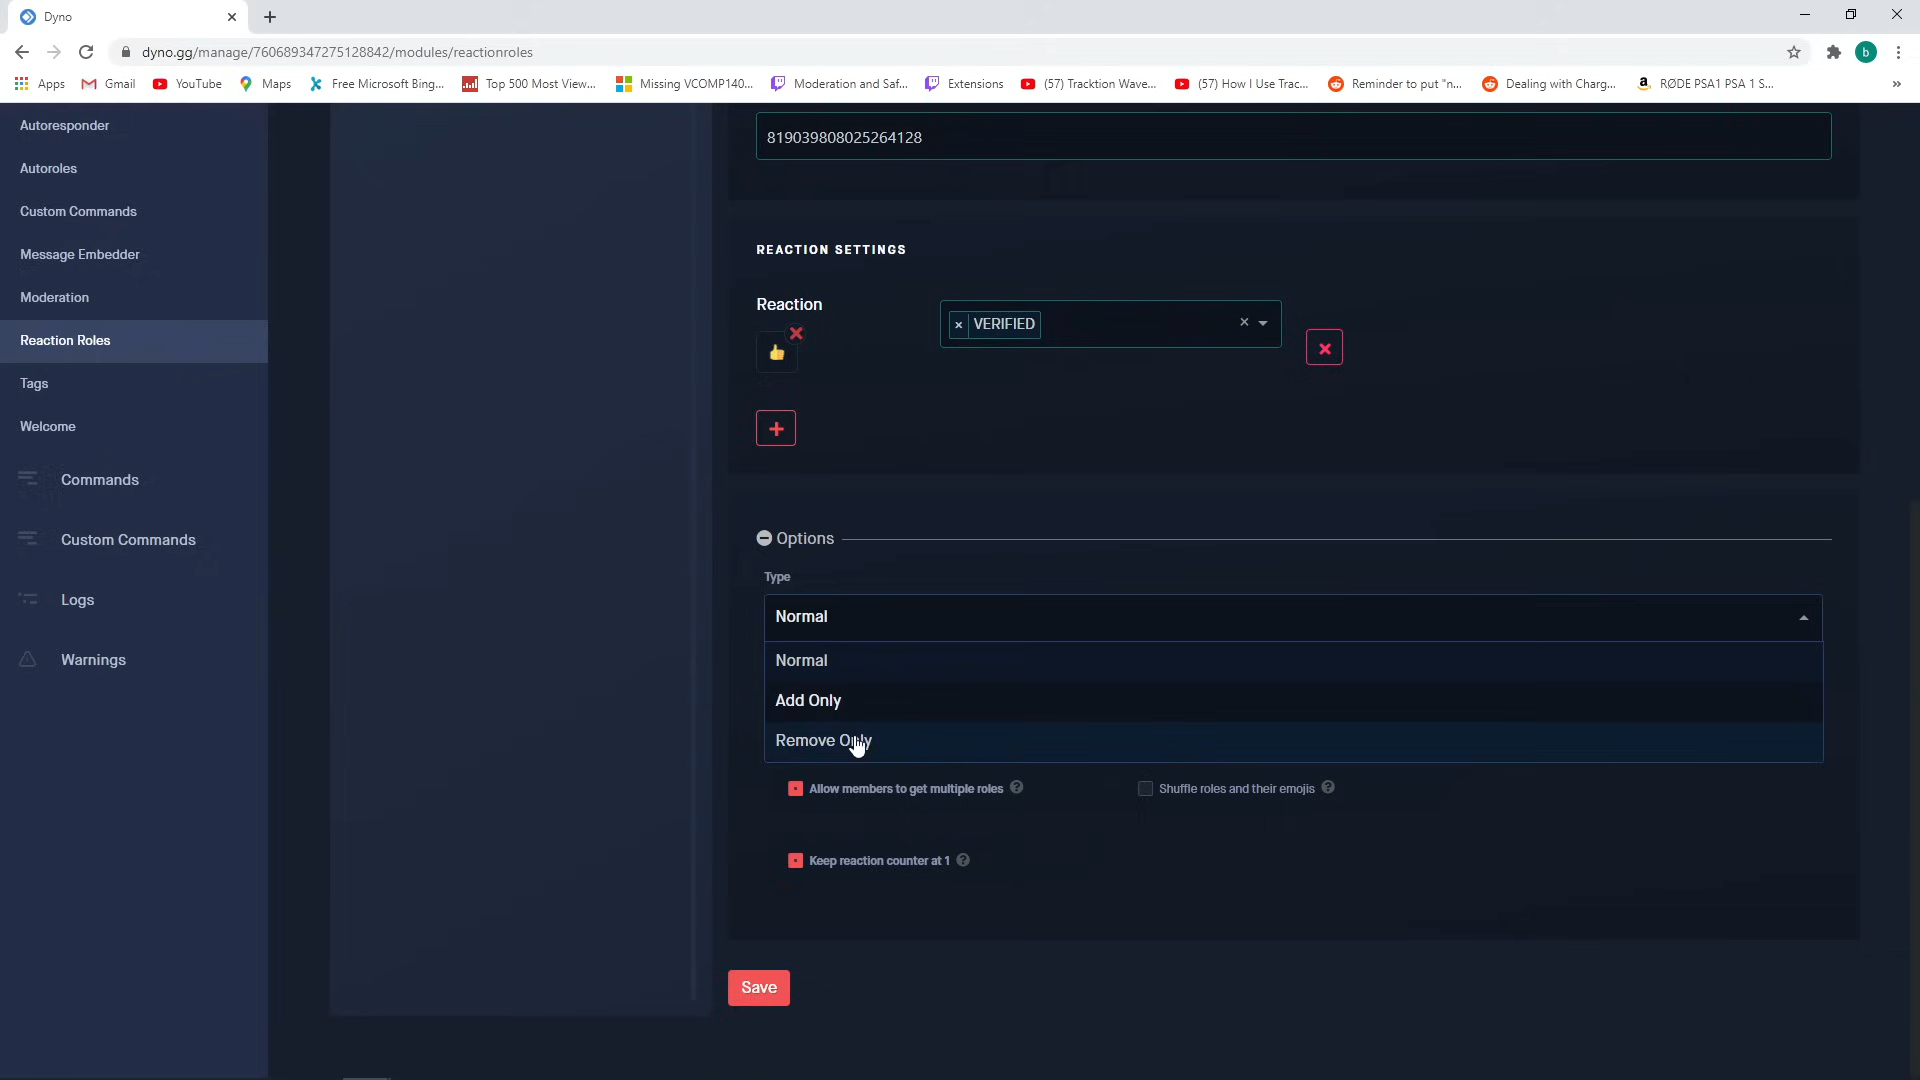 Dyno
dyno.gg/manage/760689347275128842/modules/reactionroles
b
Apps
Gmail
YouTube
Maps
Free Microsoft Bing...
Top 500 Most View...
Missing VCOMP140...
Moderation and Saf...
Extensions
(57) Tracktion Wave...
(57) How I Use Trac...
Reminder to put "n...
Dealing with Charg...
RØDE PSA1 PSA 1 S...
»
Autoresponder
Autoroles
Custom Commands
Message Embedder
Moderation
Reaction Roles
Tags
Welcome
Commands
Custom Commands
Logs
Warnings
819039808025264128
REACTION SETTINGS
Reaction
× VERIFIED
Options
Type
Normal
Normal
Add Only
Remove Only
Allow members to get multiple roles ?
Shuffle roles and their emojis ?
Keep reaction counter at 1 ?
Save